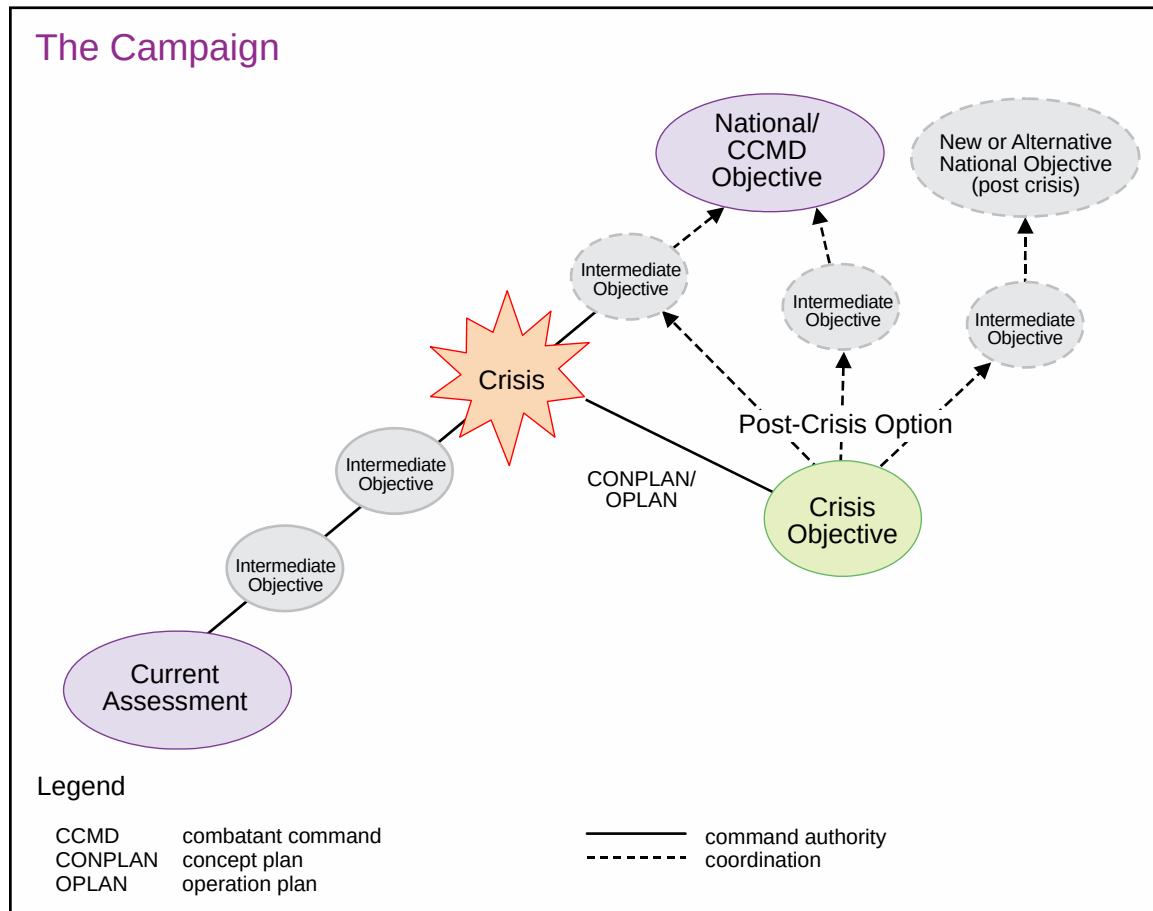 The Campaign
National/
CCMD
Objective
New or Alternative
National Objective
(post crisis)
Intermediate
Objective
Intermediate
Objective
Intermediate
Objective
Crisis
Post-Crisis Option
Intermediate
Objective
CONPLAN/
OPLAN
Crisis
Objective
Intermediate
Objective
Current
Assessment
Legend
CCMD combatant command
CONPLAN concept plan
OPLAN operation plan
command authority
coordination